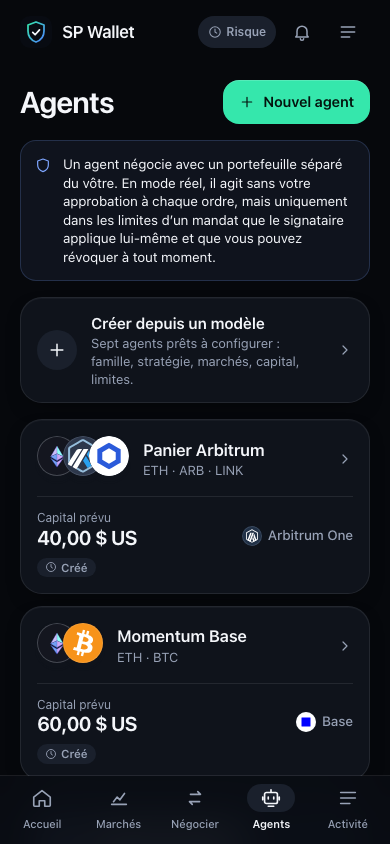 SP Wallet
Risque
Agents
Nouvel agent
Un agent négocie avec un portefeuille séparé
du vôtre. En mode réel, il agit sans votre
approbation à chaque ordre, mais uniquement
dans les limites d’un mandat que le signataire
applique lui-même et que vous pouvez
révoquer à tout moment.
Créer depuis un modèle
Sept agents prêts à configurer :
famille, stratégie, marchés, capital,
limites.
Panier Arbitrum
ETH · ARB · LINK
Capital prévu
40,00 $ US
Arbitrum One
Créé
Momentum Base
ETH · BTC
Capital prévu
60,00 $ US
Base
Créé
Accueil
Marchés
Négocier
Agents
Activité